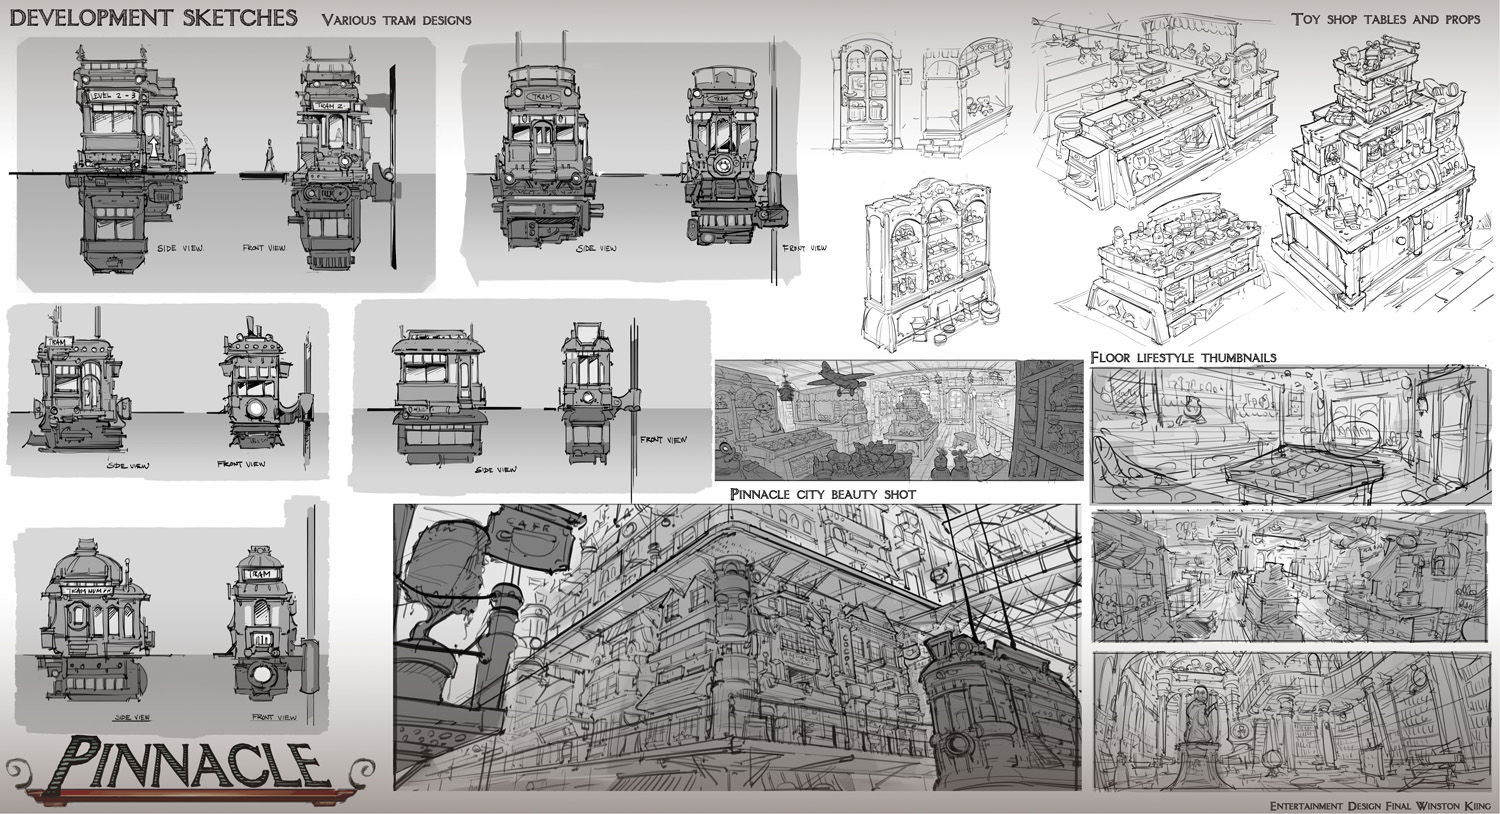 DEVELOPMENT SKETCHES
VARIOUS TRAM DESIGNS
TOY SHOP TABLES AND PROPS
LEVEL 2-3
TRAM 2
SIDE VIEW
FRONT VIEW
TRAM
TRAM
SIDE VIEW
FRONT VIEW
TRAM
SIDE VIEW
FRONT VIEW
SIDE VIEW
FRONT VIEW
FLOOR LIFESTYLE THUMBNAILS
PINNACLE CITY BEAUTY SHOT
CAFE
TRAM NUM
TRAM
SIDE VIEW
FRONT VIEW
PINNACLE
ENTERTAINMENT DESIGN FINAL WINSTON KIING